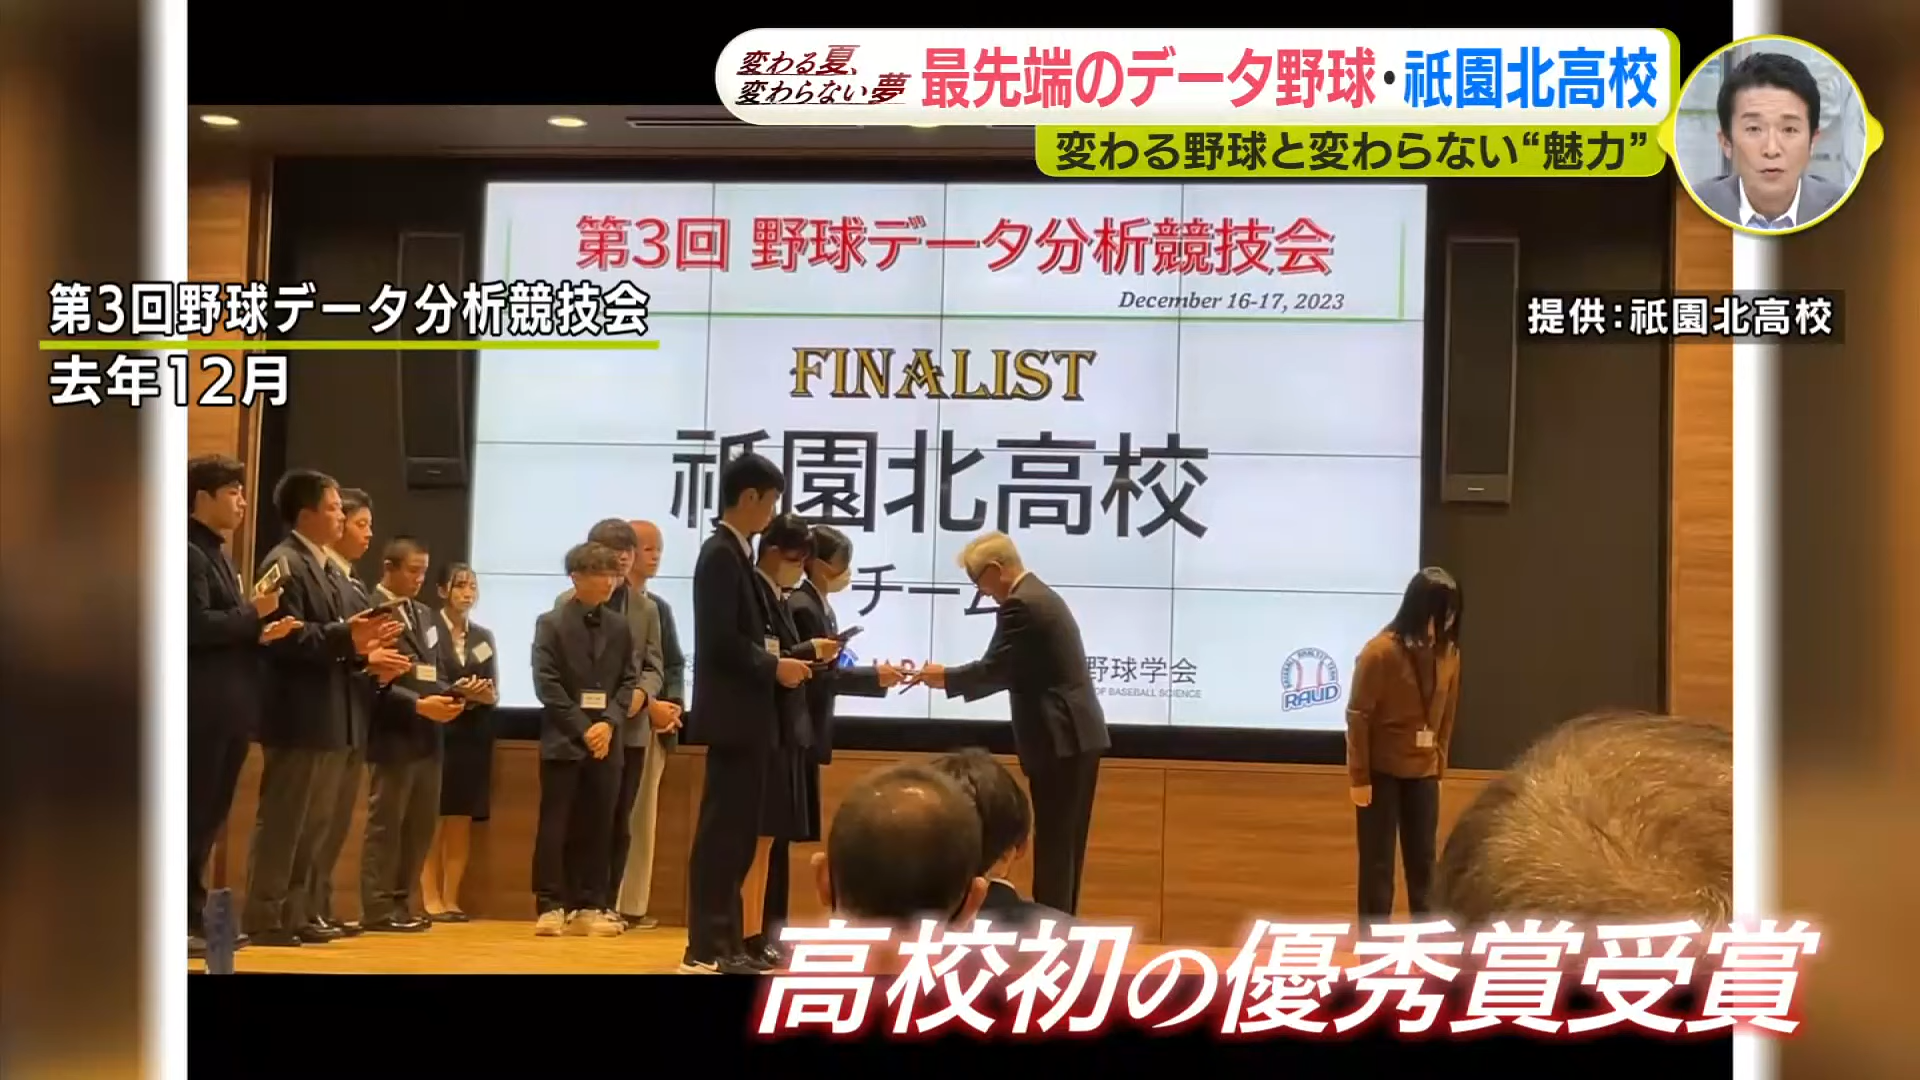 変わる夏、
変わらない夢
最先端のデータ野球・祇園北高校
変わる野球と変わらない“魅力”
第3回野球データ分析競技会
去年12月
提供：祇園北高校
第3回 野球データ分析競技会
December 16-17, 2023
FINALIST
祇園北高校
チーム
野球学会
OF BASEBALL SCIENCE
RAUD
高校初の優秀賞受賞